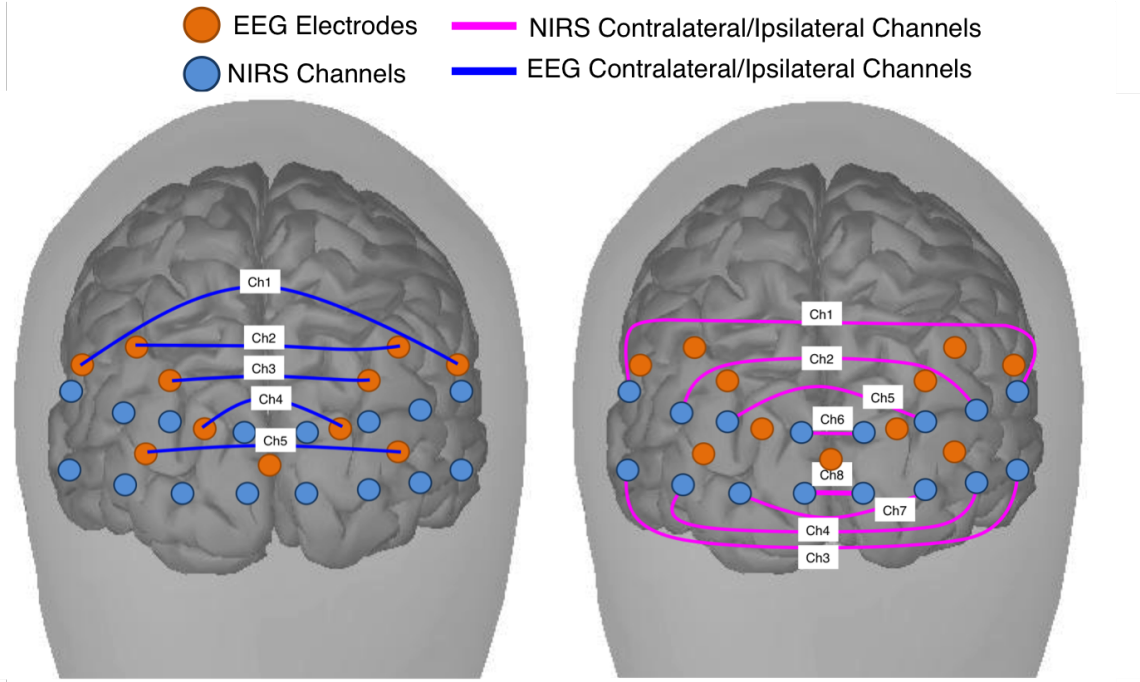 EEG Electrodes
NIRS Contralateral/Ipsilateral Channels
NIRS Channels
EEG Contralateral/Ipsilateral Channels
Ch1
Ch2
Ch3
Ch4
Ch5
Ch1
Ch2
Ch5
Ch6
Ch8
Ch7
Ch4
Ch3